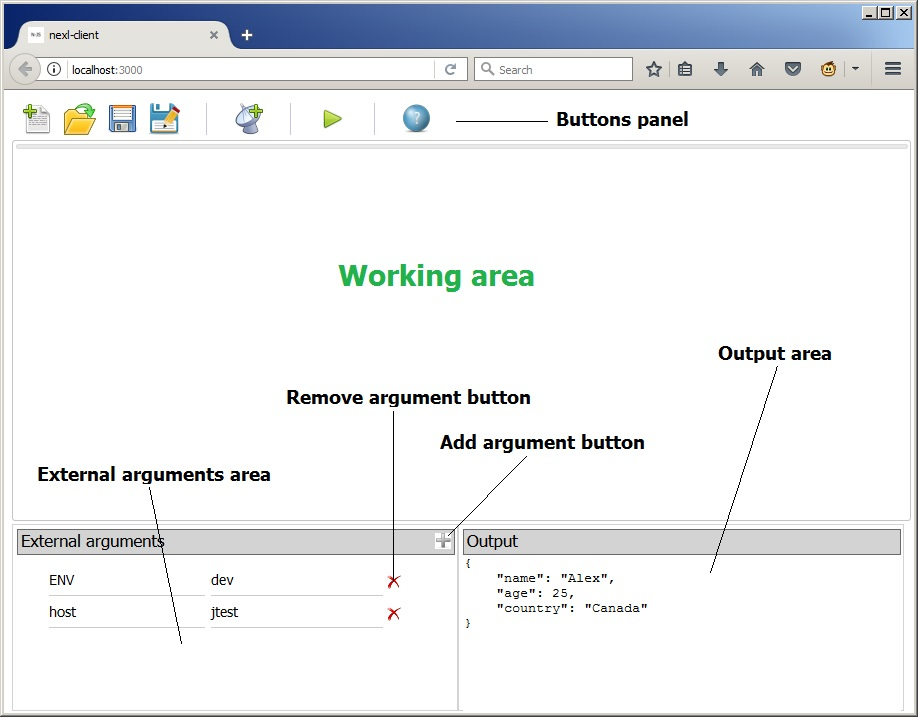 nexl-client
localhost:3000
Search
Buttons panel
Working area
Output area
Remove argument button
Add argument button
External arguments area
External arguments
Output
ENV dev
host jtest
{
"name": "Alex",
"age": 25,
"country": "Canada"
}